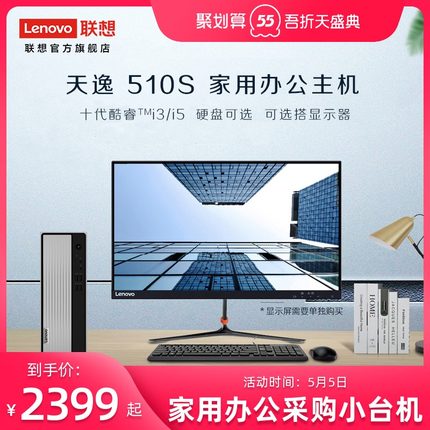 Lenovo 联想
联想官方旗舰店
聚划算 55 吾折天盛典
天逸 510S 家用办公主机
十代酷睿™i3/i5 硬盘可选 可选搭显示器
Lenovo
Lenovo
HOME
*显示屏需要单独购买
到手价：
¥2399起
活动时间：5月5日
家用办公采购小台机